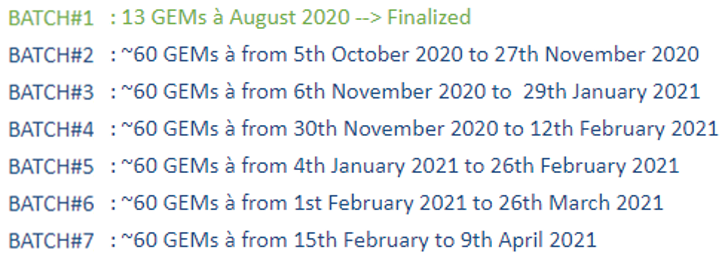 BATCH#1 : 13 GEMs à August 2020 --> Finalized
BATCH#2 : ~60 GEMs à from 5th October 2020 to 27th November 2020
BATCH#3 : ~60 GEMs à from 6th November 2020 to 29th January 2021
BATCH#4 : ~60 GEMs à from 30th November 2020 to 12th February 2021
BATCH#5 : ~60 GEMs à from 4th January 2021 to 26th February 2021
BATCH#6 : ~60 GEMs à from 1st February 2021 to 26th March 2021
BATCH#7 : ~60 GEMs à from 15th February to 9th April 2021